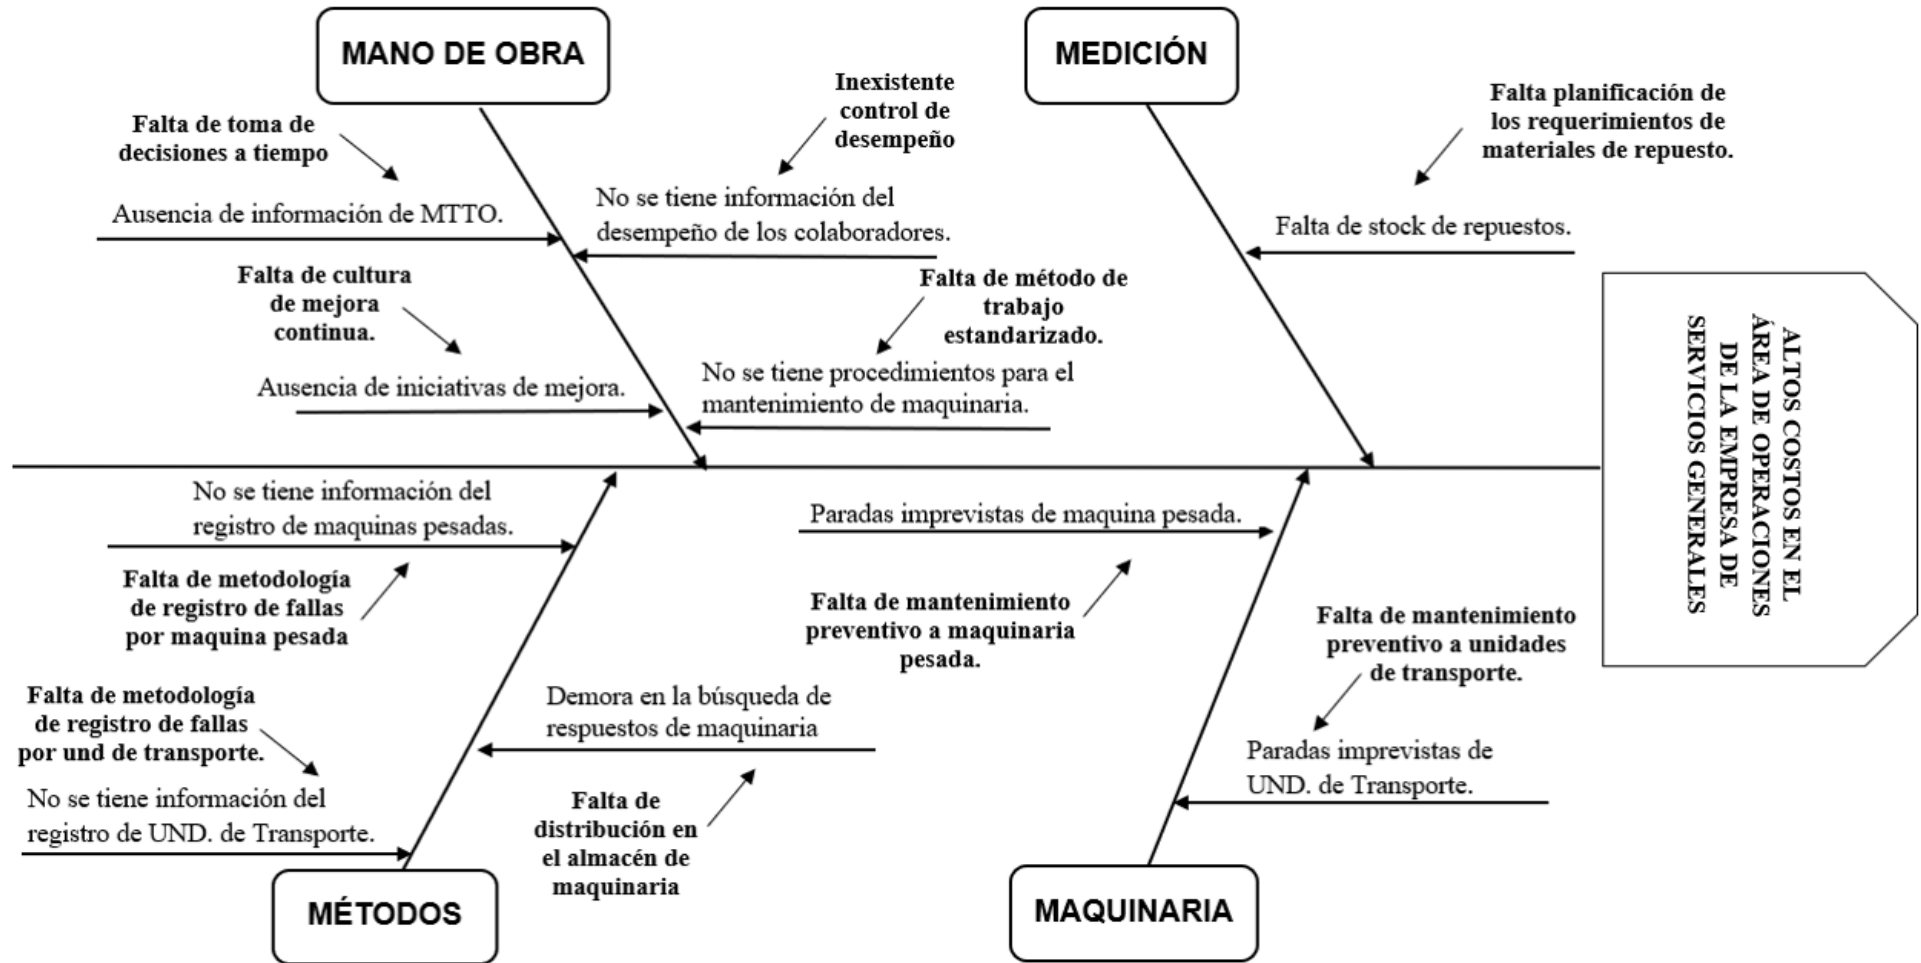 MANO DE OBRA
MEDICIÓN
Falta de toma de
decisiones a tiempo
Ausencia de información de MTTO.
Inexistente
control de
desempeño
No se tiene información del
desempeño de los colaboradores.
Falta de cultura
de mejora
continua.
Ausencia de iniciativas de mejora.
Falta de método de
trabajo
estandarizado.
No se tiene procedimientos para el
mantenimiento de maquinaria.
Falta planificación de
los requerimientos de
materiales de repuesto.
Falta de stock de repuestos.
ALTOS COSTOS EN EL
ÁREA DE OPERACIONES
DE LA EMPRESA DE
SERVICIOS GENERALES
No se tiene información del
registro de maquinas pesadas.
Falta de metodología
de registro de fallas
por maquina pesada
Falta de metodología
de registro de fallas
por und de transporte.
No se tiene información del
registro de UND. de Transporte.
Demora en la búsqueda de
respuestos de maquinaria
Falta de
distribución en
el almacén de
maquinaria
Paradas imprevistas de maquina pesada.
Falta de mantenimiento
preventivo a maquinaria
pesada.
Falta de mantenimiento
preventivo a unidades
de transporte.
Paradas imprevistas de
UND. de Transporte.
MÉTODOS
MAQUINARIA